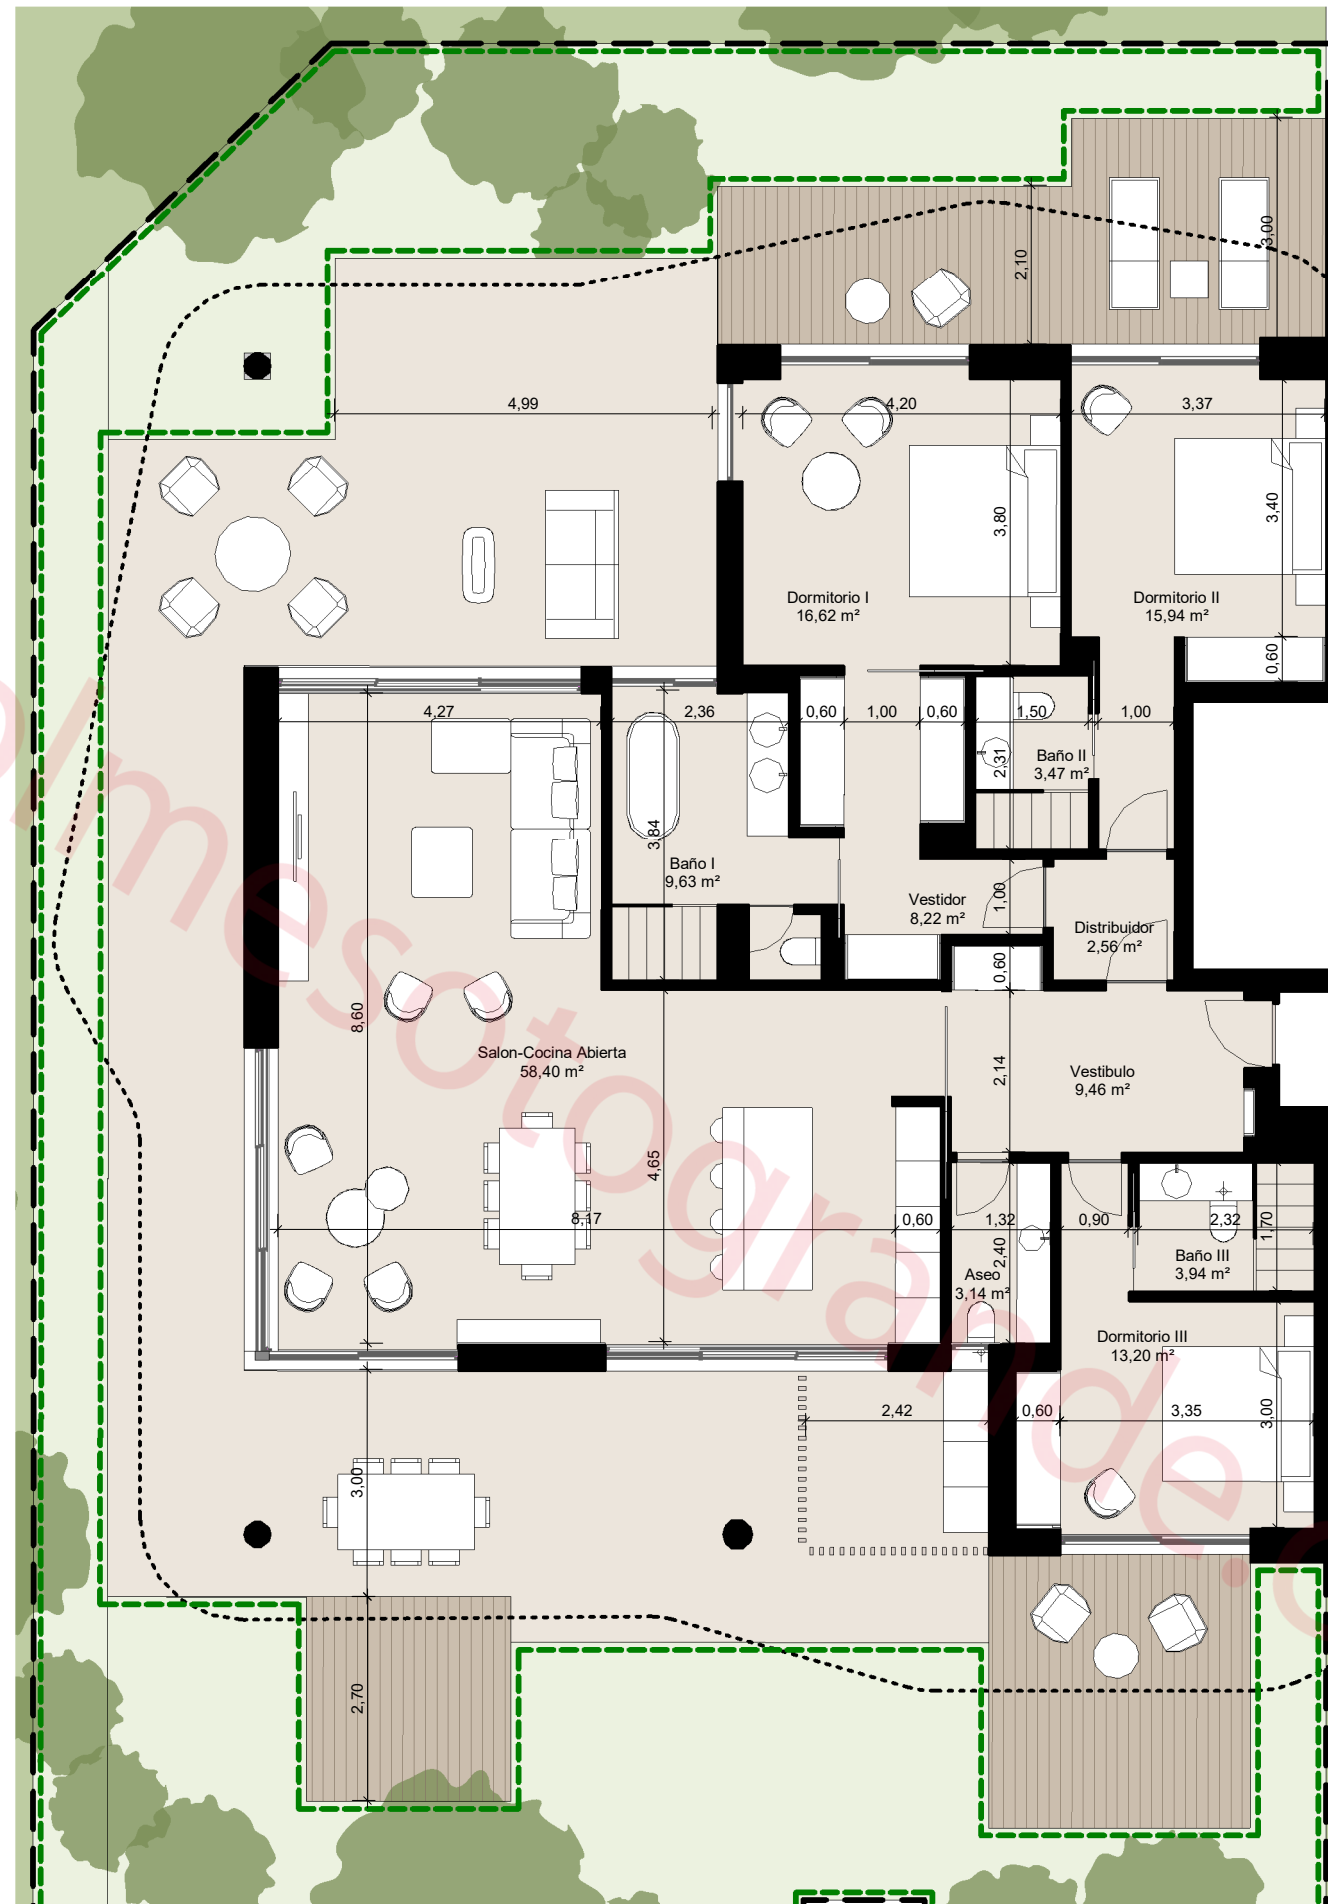 3,00
2,10
4,99
4,20
3,37
3,80
3,40
Dormitorio I
16,62 m²
Dormitorio II
15,94 m²
0,60
4,27
2,36
0,60
1,00
0,60
1,50
1,00
2,31
Baño II
3,47 m²
3,84
Baño I
9,63 m²
Vestidor
8,22 m²
1,00
Distribuidor
2,56 m²
0,60
8,60
Salon-Cocina Abierta
58,40 m²
2,14
Vestibulo
9,46 m²
4,65
8,17
0,60
1,32
0,90
2,32
1,70
2,40
Baño III
3,94 m²
Aseo
3,14 m²
Dormitorio III
13,20 m²
2,42
0,60
3,35
3,00
3,00
2,70
olmesotogrande.c